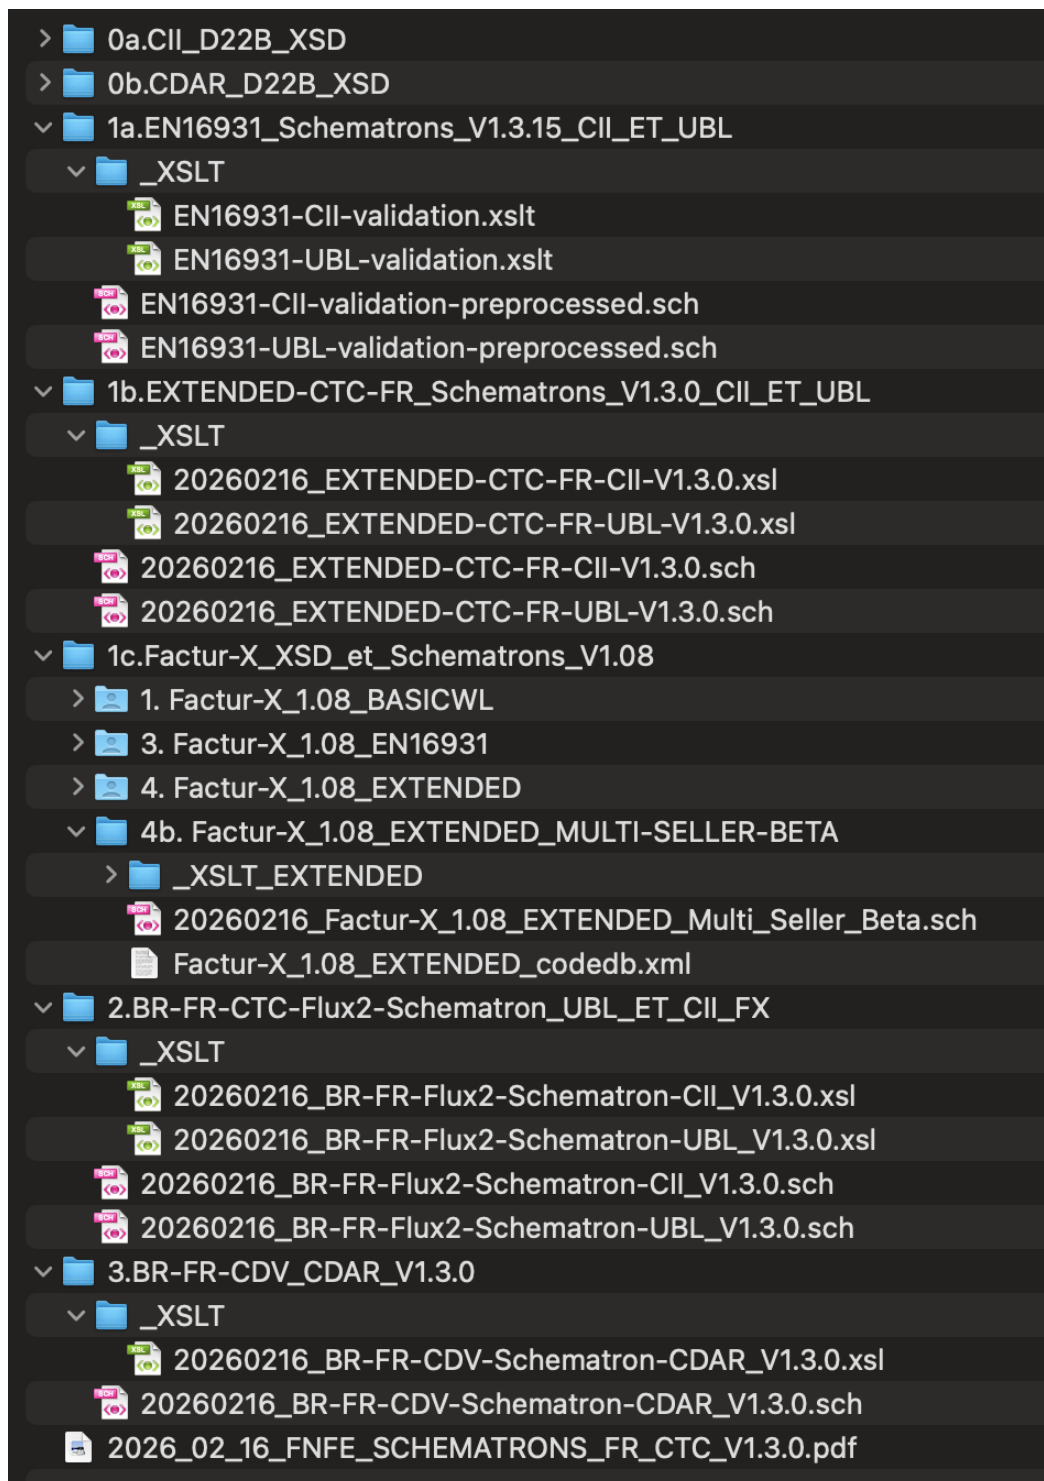 0a.CII_D22B_XSD
0b.CDAR_D22B_XSD
1a.EN16931_Schematrons_V1.3.15_CII_ET_UBL
_XSLT
EN16931-CII-validation.xslt
EN16931-UBL-validation.xslt
EN16931-CII-validation-preprocessed.sch
EN16931-UBL-validation-preprocessed.sch
1b.EXTENDED-CTC-FR_Schematrons_V1.3.0_CII_ET_UBL
_XSLT
20260216_EXTENDED-CTC-FR-CII-V1.3.0.xsl
20260216_EXTENDED-CTC-FR-UBL-V1.3.0.xsl
20260216_EXTENDED-CTC-FR-CII-V1.3.0.sch
20260216_EXTENDED-CTC-FR-UBL-V1.3.0.sch
1c.Factur-X_XSD_et_Schematrons_V1.08
1. Factur-X_1.08_BASICWL
3. Factur-X_1.08_EN16931
4. Factur-X_1.08_EXTENDED
4b. Factur-X_1.08_EXTENDED_MULTI-SELLER-BETA
_XSLT_EXTENDED
20260216_Factur-X_1.08_EXTENDED_Multi_Seller_Beta.sch
Factur-X_1.08_EXTENDED_codedb.xml
2.BR-FR-CTC-Flux2-Schematron_UBL_ET_CII_FX
_XSLT
20260216_BR-FR-Flux2-Schematron-CII_V1.3.0.xsl
20260216_BR-FR-Flux2-Schematron-UBL_V1.3.0.xsl
20260216_BR-FR-Flux2-Schematron-CII_V1.3.0.sch
20260216_BR-FR-Flux2-Schematron-UBL_V1.3.0.sch
3.BR-FR-CDV_CDAR_V1.3.0
_XSLT
20260216_BR-FR-CDV-Schematron-CDAR_V1.3.0.xsl
20260216_BR-FR-CDV-Schematron-CDAR_V1.3.0.sch
2026_02_16_FNFE_SCHEMATRONS_FR_CTC_V1.3.0.pdf